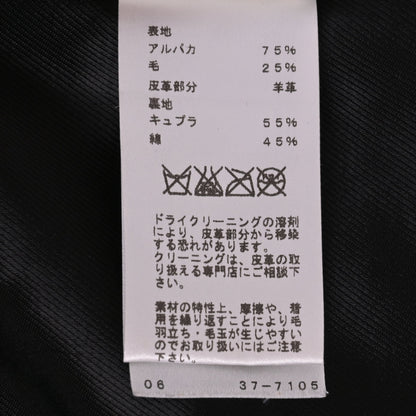 表地
アルパカ 75%
毛 25%
皮革部分 羊革
裏地
キュプラ 55%
綿 45%
ドライクリーニングの溶剤
により、皮革部分から移染
する恐れがあります。
クリーニングは、皮革の取
り扱える専門店にご相談下
さい。
素材の特性上、摩擦や、着
用を繰り返すことにより毛
羽立ち・毛玉が生じやすい
のでお取り扱いにはご注意
下さい。
06 37-7105